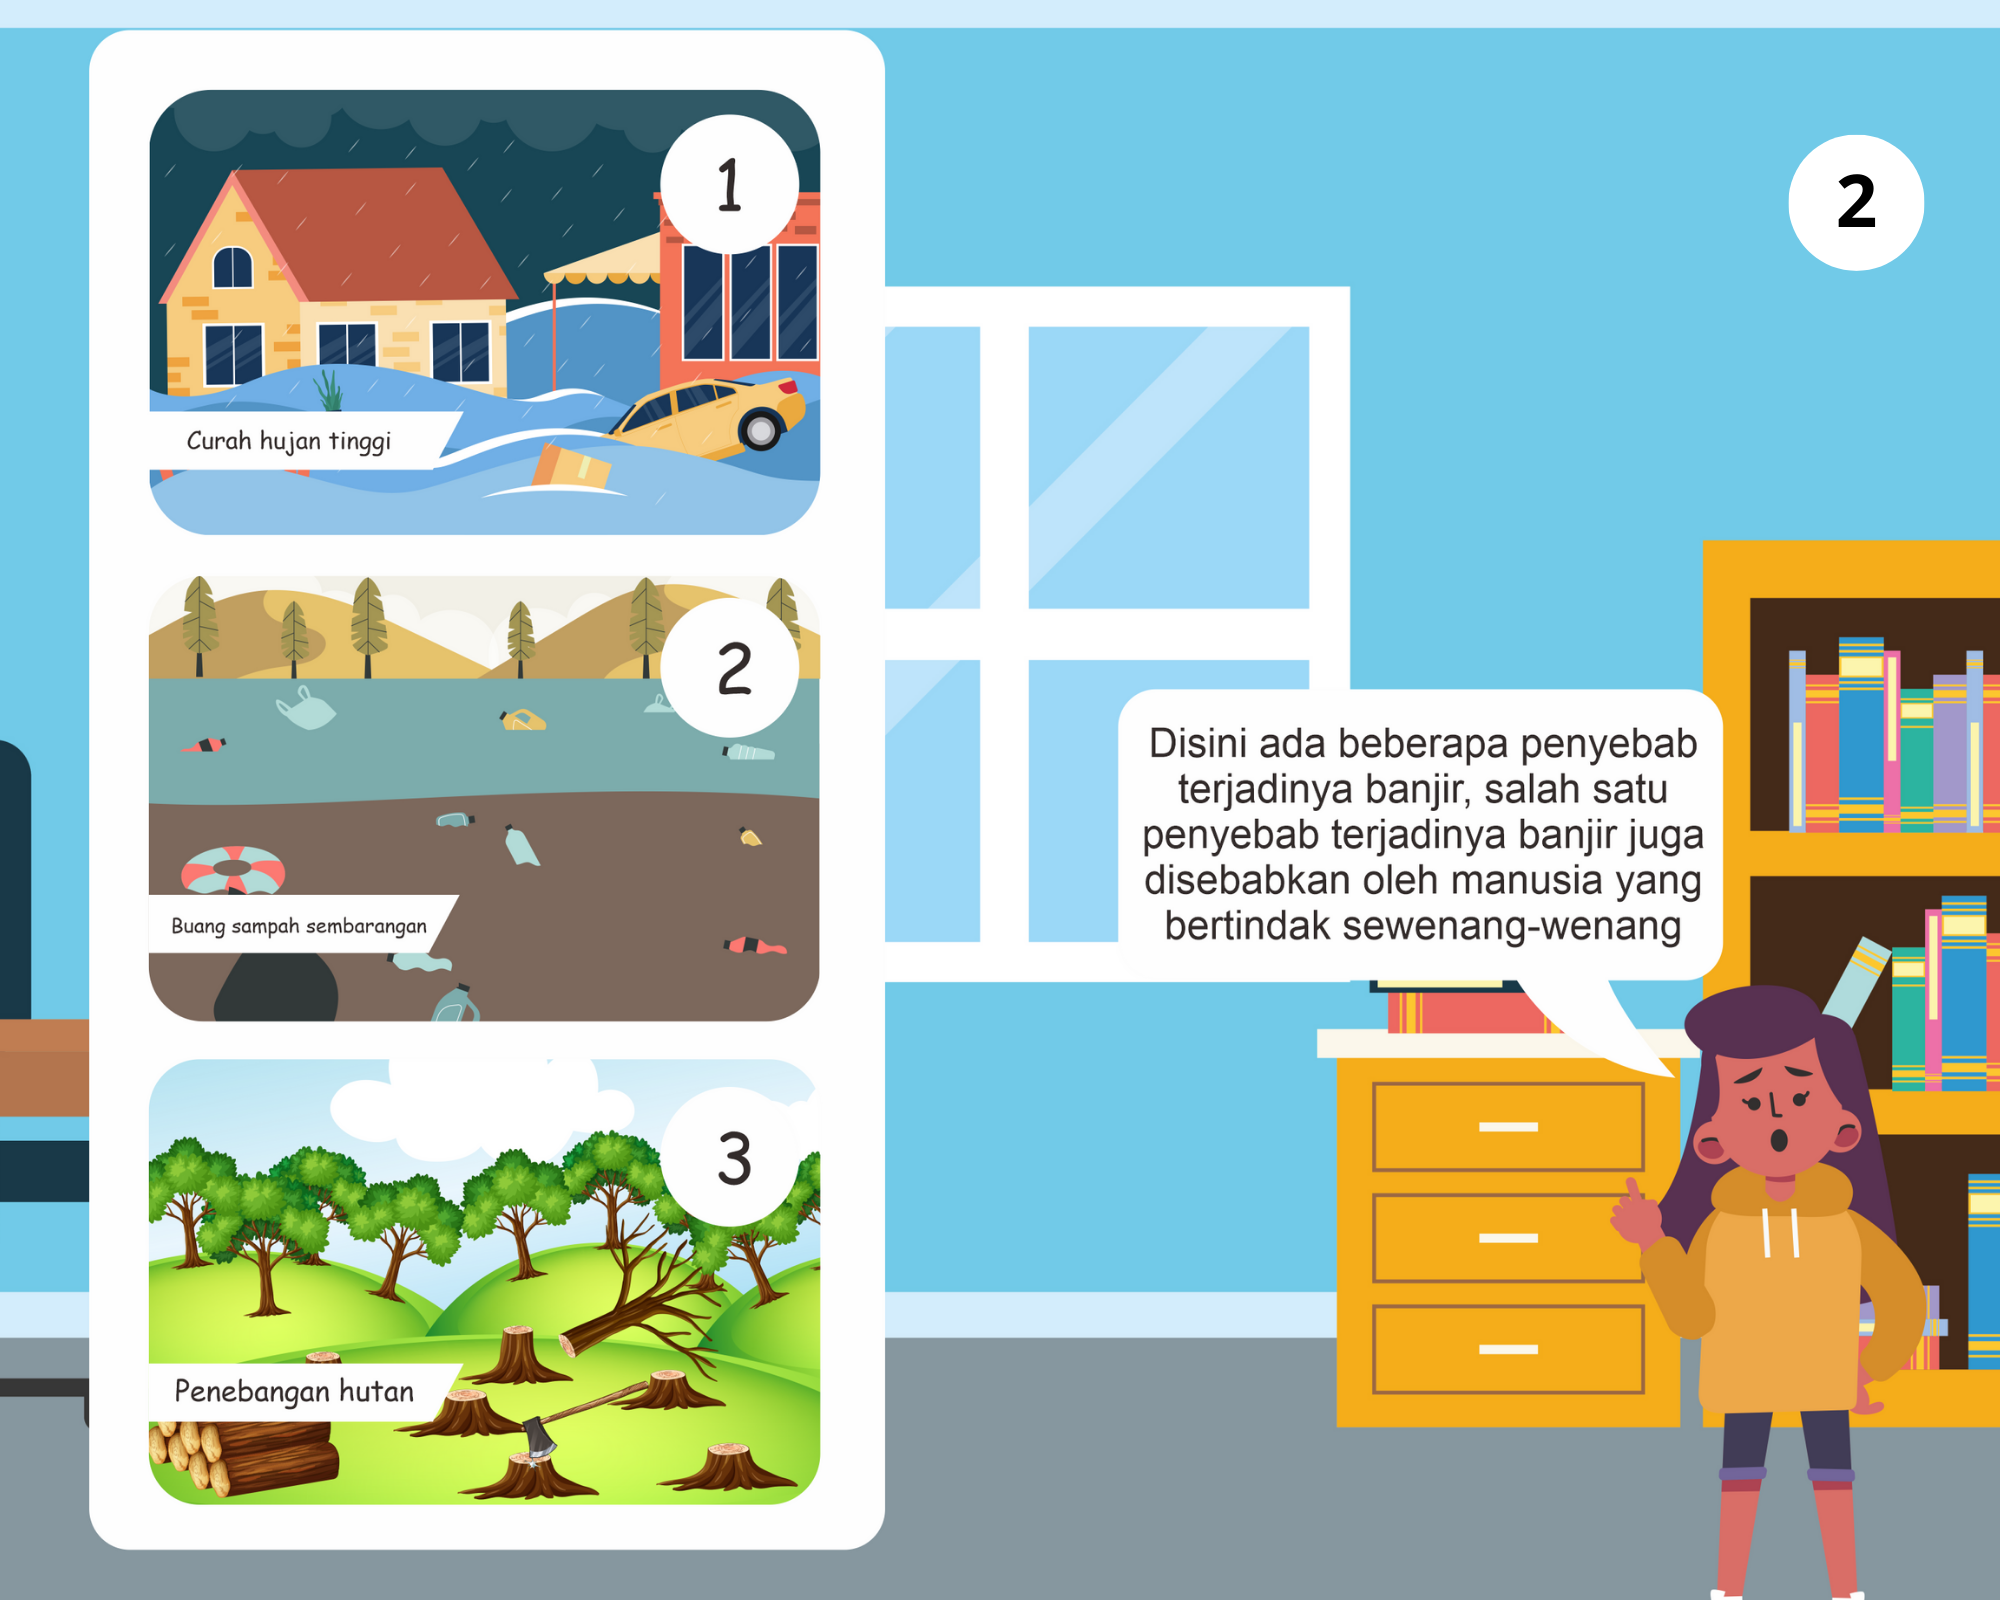 1
Curah hujan tinggi
2
Buang sampah sembarangan
3
Penebangan hutan
2
Disini ada beberapa penyebab
terjadinya banjir, salah satu
penyebab terjadinya banjir juga
disebabkan oleh manusia yang
bertindak sewenang-wenang